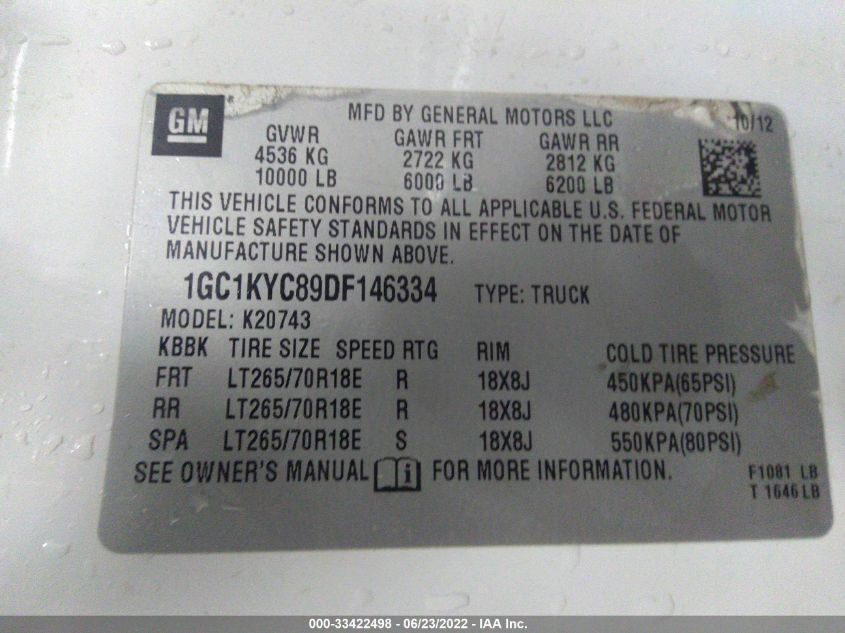 GM
MFD BY GENERAL MOTORS LLC 10/12
GVWR GAWR FRT GAWR RR
4536 KG 2722 KG 2812 KG
10000 LB 6000 LB 6200 LB
THIS VEHICLE CONFORMS TO ALL APPLICABLE U.S. FEDERAL MOTOR
VEHICLE SAFETY STANDARDS IN EFFECT ON THE DATE OF
MANUFACTURE SHOWN ABOVE.
1GC1KYC89DF146334 TYPE: TRUCK
MODEL: K20743
KBBK TIRE SIZE SPEED RTG RIM COLD TIRE PRESSURE
FRT LT265/70R18E R 18X8J 450KPA(65PSI)
RR LT265/70R18E R 18X8J 480KPA(70PSI)
SPA LT265/70R18E S 18X8J 550KPA(80PSI)
SEE OWNER'S MANUAL i FOR MORE INFORMATION.
F1081 LB
T 1646 LB
000-33422498 - 06/23/2022 - IAA Inc.